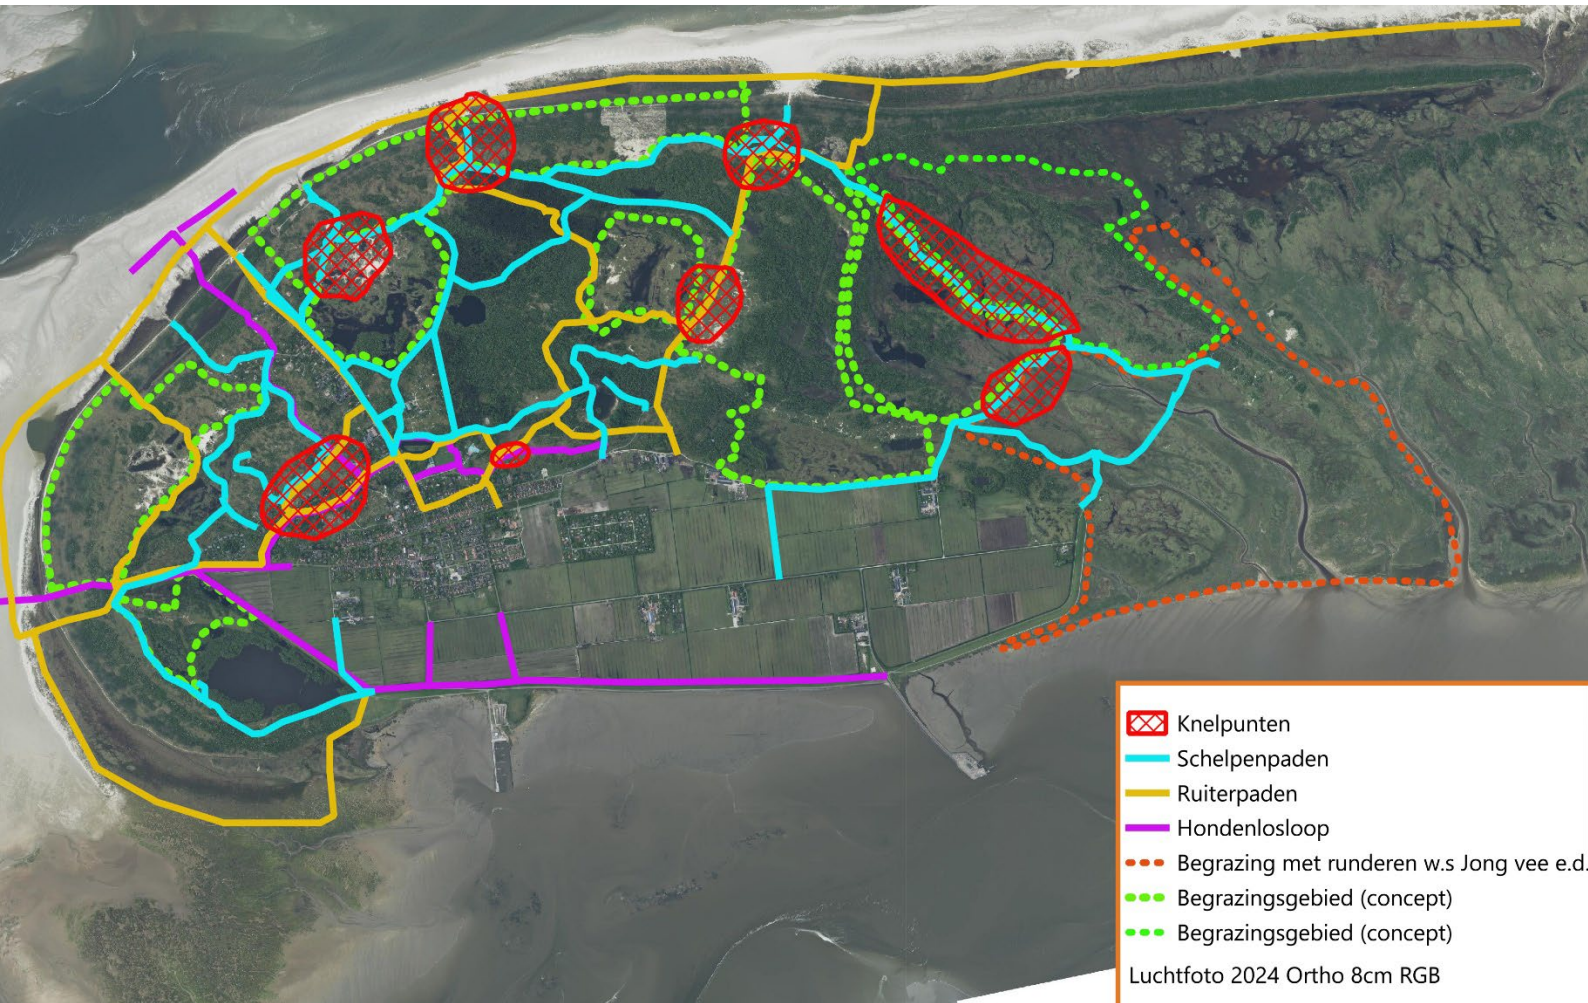 Knelpunten
Schelpenpaden
Ruiterpaden
Hondenlosloop
Begrazing met runderen w.s Jong vee e.d.
Begrazingsgebied (concept)
Begrazingsgebied (concept)
Luchtfoto 2024 Ortho 8cm RGB